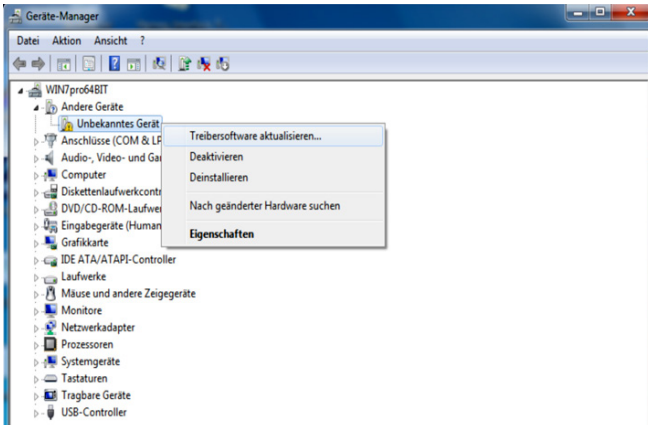 Geräte-Manager
Datei Aktion Ansicht ?
WIN7pro64BIT
Andere Geräte
Unbekanntes Gerät
Treibersoftware aktualisieren...
Anschlüsse (COM & LP
Audio-, Video- und Gar
Deaktivieren
Computer
Deinstallieren
Diskettenlaufwerkcontr
DVD/CD-ROM-Laufwer
Nach geänderter Hardware suchen
Eingabegeräte (Human
Eigenschaften
Grafikkarte
IDE ATA/ATAPI-Controller
Laufwerke
Mäuse und andere Zeigegeräte
Monitore
Netzwerkadapter
Prozessoren
Systemgeräte
Tastaturen
Tragbare Geräte
USB-Controller